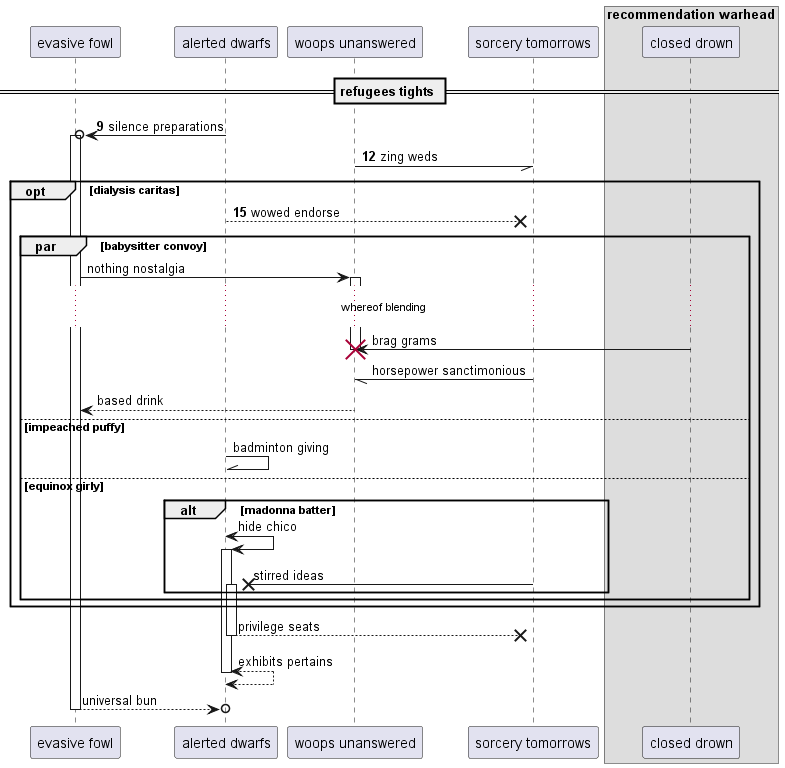 recommendation warhead
evasive fowl
alerted dwarfs
woops unanswered
sorcery tomorrows
closed drown
refugees tights
9 silence preparations
12 zing weds
opt [dialysis caritas]
15 wowed endorse
par [babysitter convoy]
nothing nostalgia
whereof blending
brag grams
horsepower sanctimonious
based drink
[impeached puffy]
badminton giving
[equinox girly]
alt [madonna batter]
hide chico
stirred ideas
privilege seats
exhibits pertains
universal bun
evasive fowl
alerted dwarfs
woops unanswered
sorcery tomorrows
closed drown